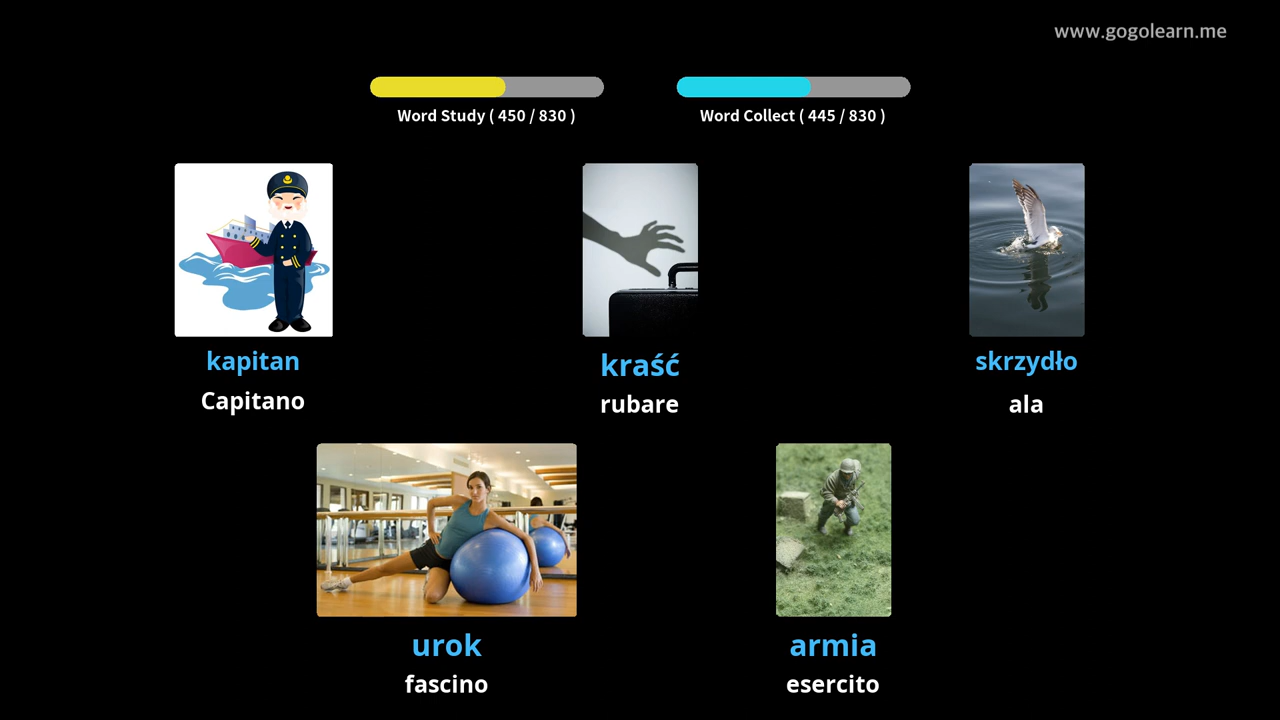 www.gogolearn.me
Word Study ( 450 / 830 )
Word Collect ( 445 / 830 )
kapitan
Capitano
kraść
rubare
skrzydło
ala
urok
fascino
armia
esercito